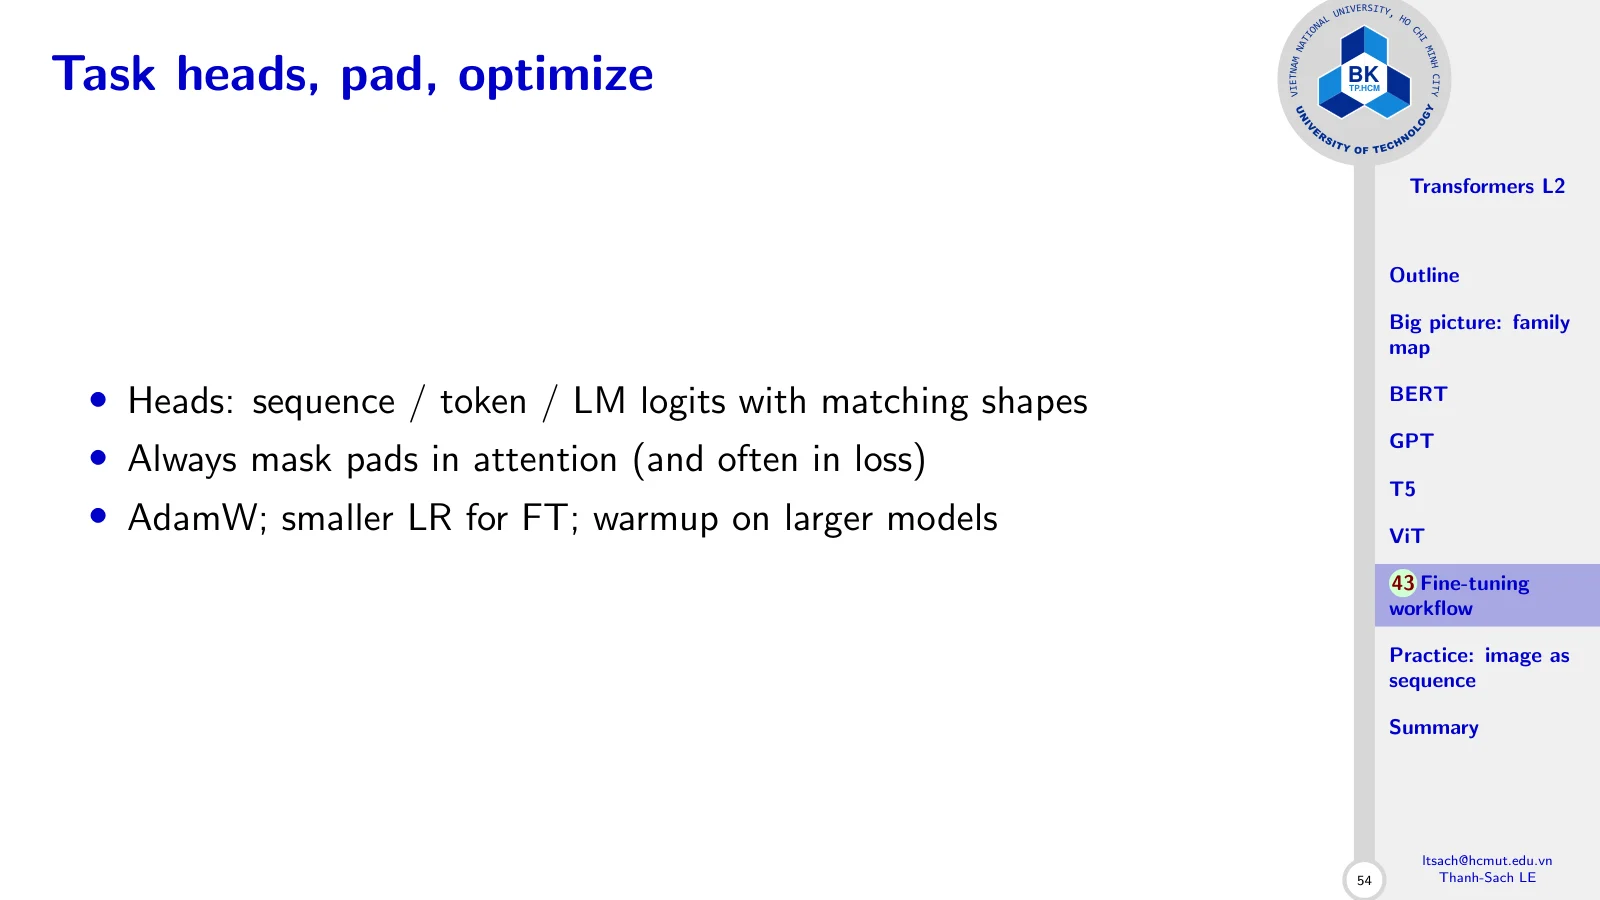 Task heads, pad, optimize
VIETNAM NATIONAL UNIVERSITY, HO CHI MINH CITY
BK
TP.HCM
UNIVERSITY OF TECHNOLOGY
Transformers L2
Outline
Big picture: family
map
BERT
GPT
T5
ViT
43 Fine-tuning
workflow
Practice: image as
sequence
Summary
• Heads: sequence / token / LM logits with matching shapes
• Always mask pads in attention (and often in loss)
• AdamW; smaller LR for FT; warmup on larger models
ltsach@hcmut.edu.vn
Thanh-Sach LE
54